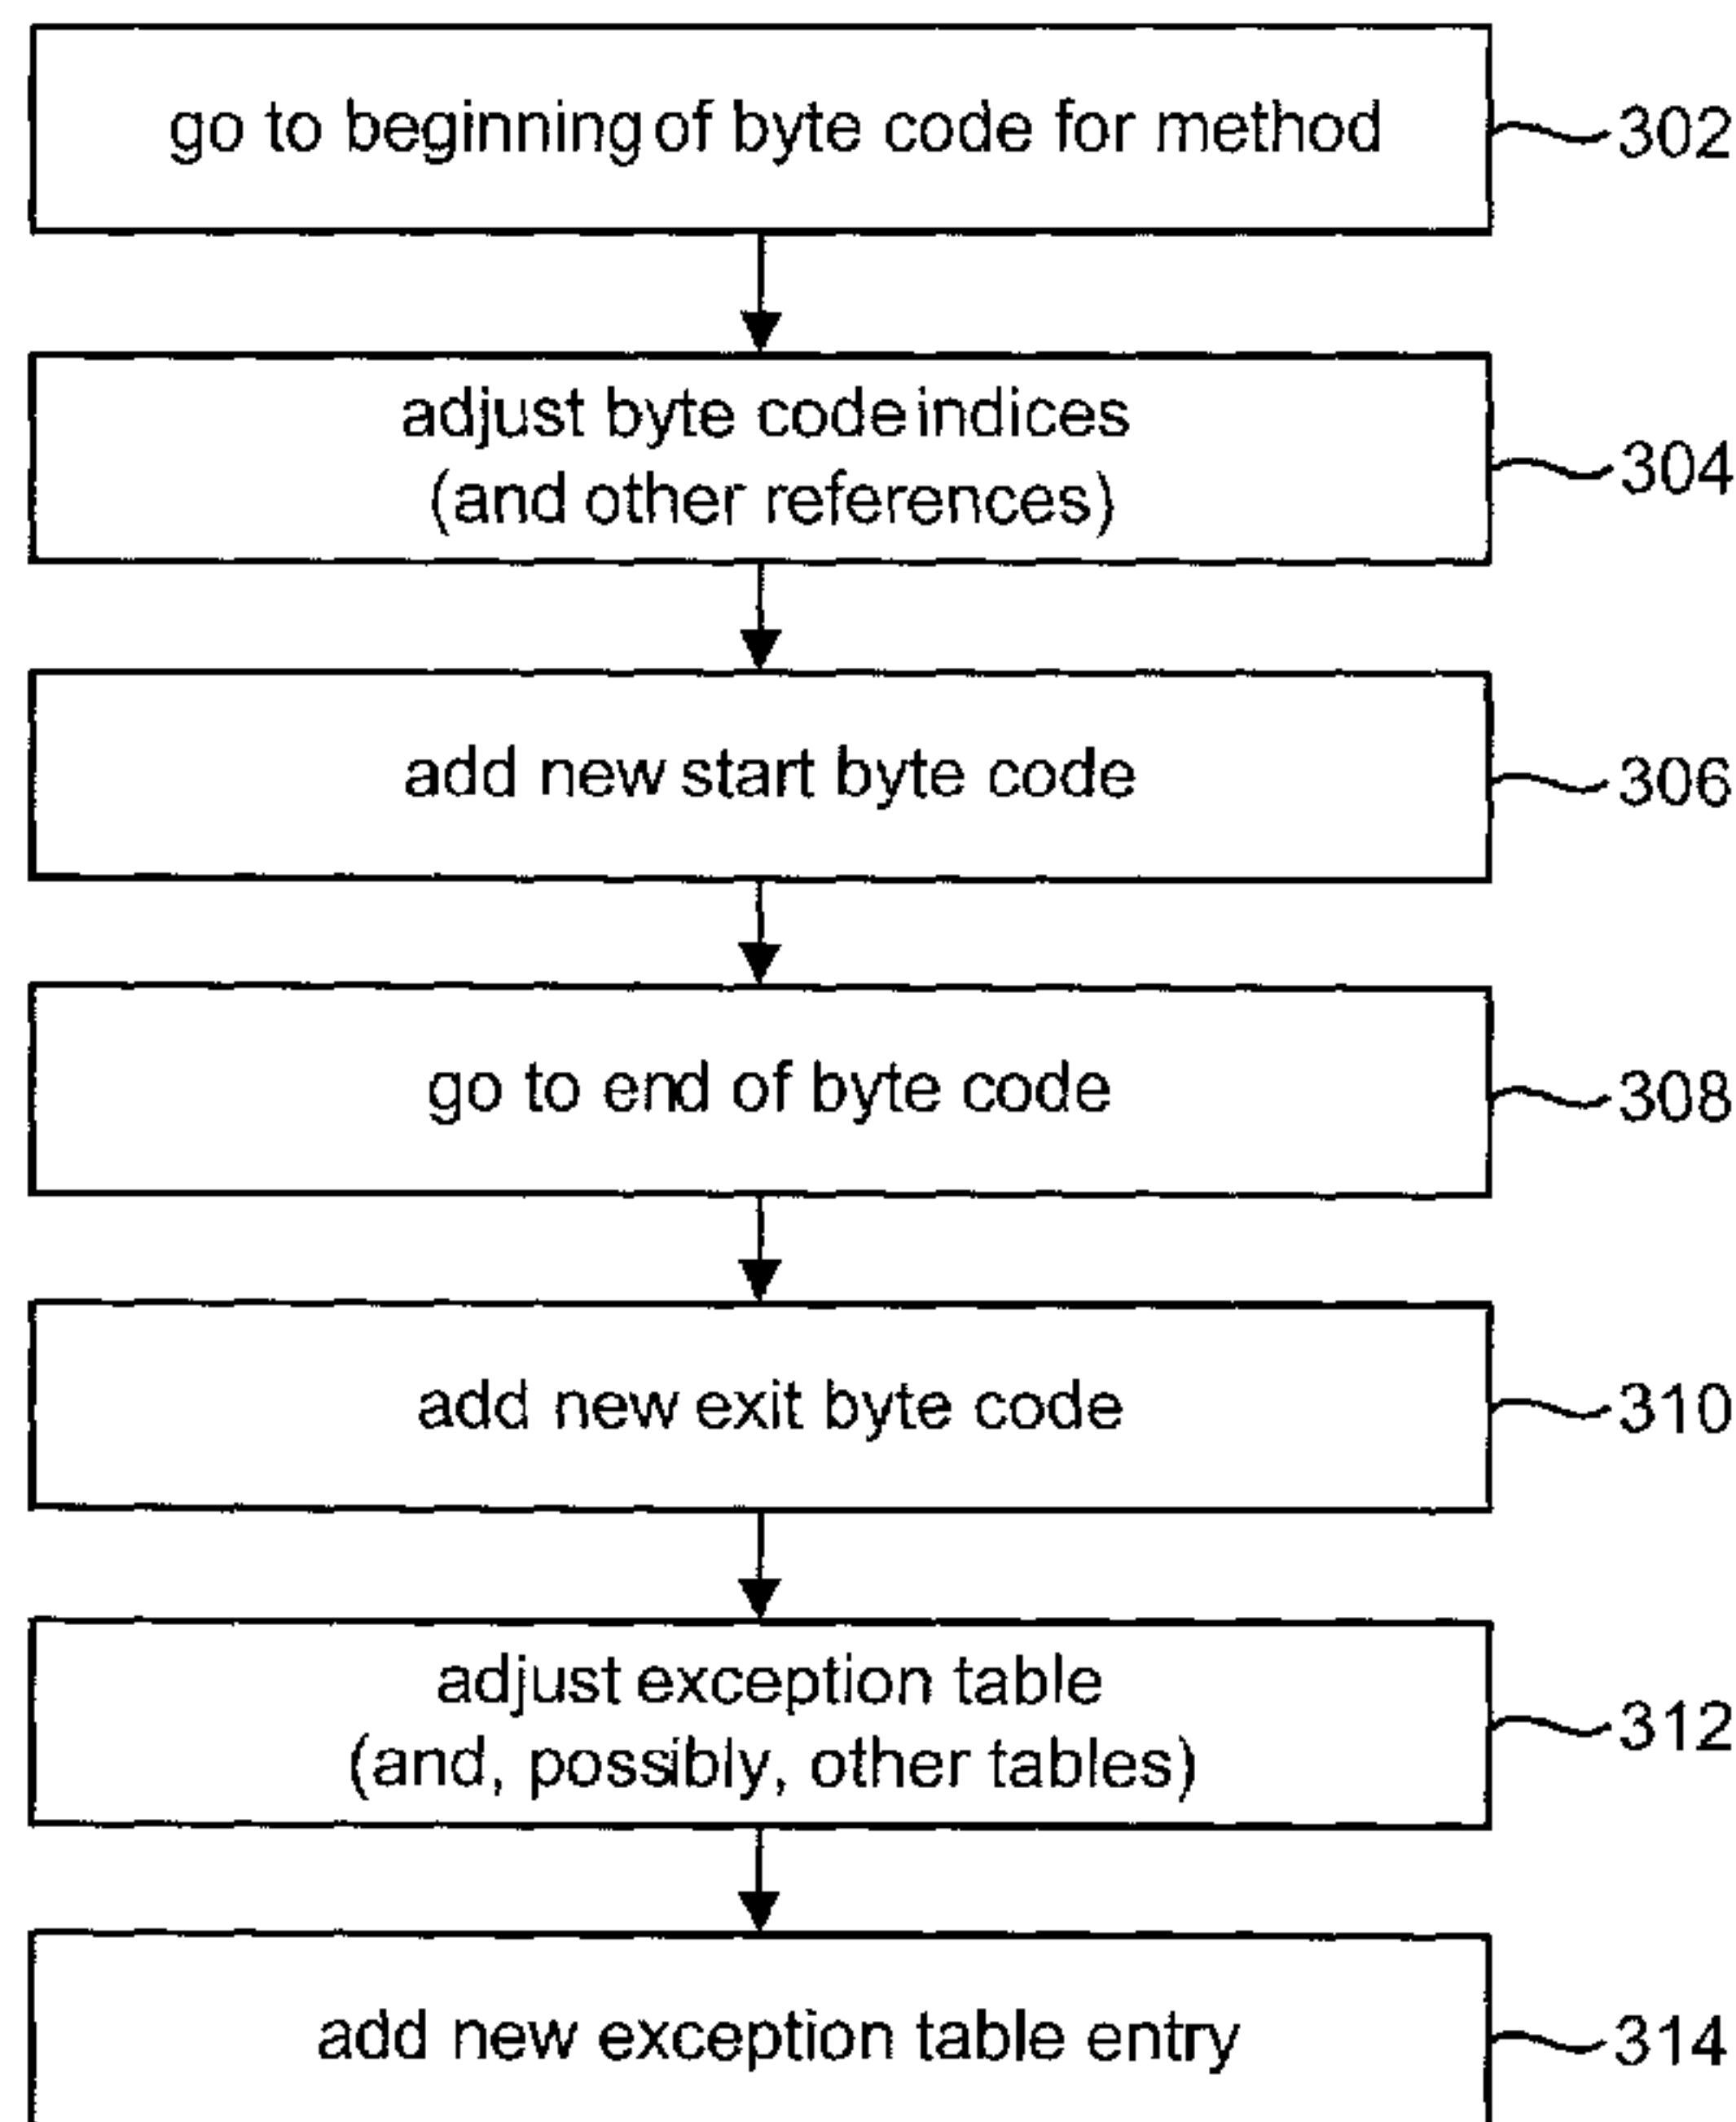 go to beginning of byte code for method
302
adjust byte code indices
(and other references)
304
add new start byte code
306
go to end of byte code
308
add new exit byte code
310
adjust exception table
(and, possibly, other tables)
312
add new exception table entry
314